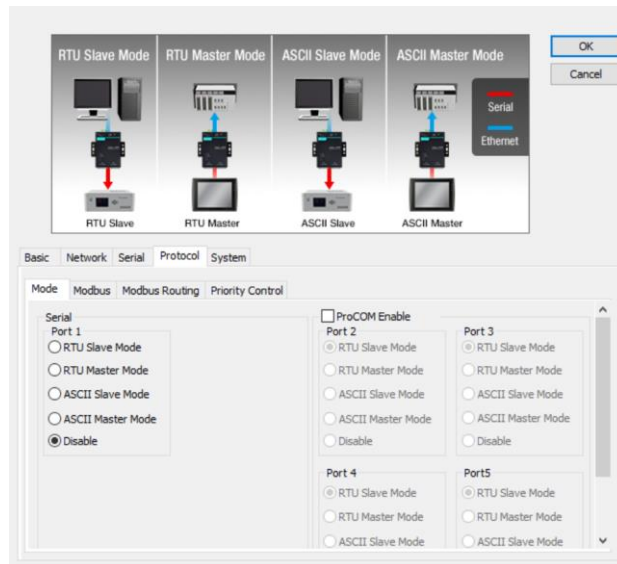 RTU Slave Mode RTU Master Mode ASCII Slave Mode ASCII Master Mode
Serial
Ethernet
RTU Slave RTU Master ASCII Slave ASCII Master
OK
Cancel
Basic Network Serial Protocol System
Mode Modbus Modbus Routing Priority Control
Serial
Port 1
RTU Slave Mode
RTU Master Mode
ASCII Slave Mode
ASCII Master Mode
Disable
ProCOM Enable
Port 2
RTU Slave Mode
RTU Master Mode
ASCII Slave Mode
ASCII Master Mode
Disable
Port 3
RTU Slave Mode
RTU Master Mode
ASCII Slave Mode
ASCII Master Mode
Disable
Port 4
RTU Slave Mode
RTU Master Mode
ASCII Slave Mode
Port5
RTU Slave Mode
RTU Master Mode
ASCII Slave Mode